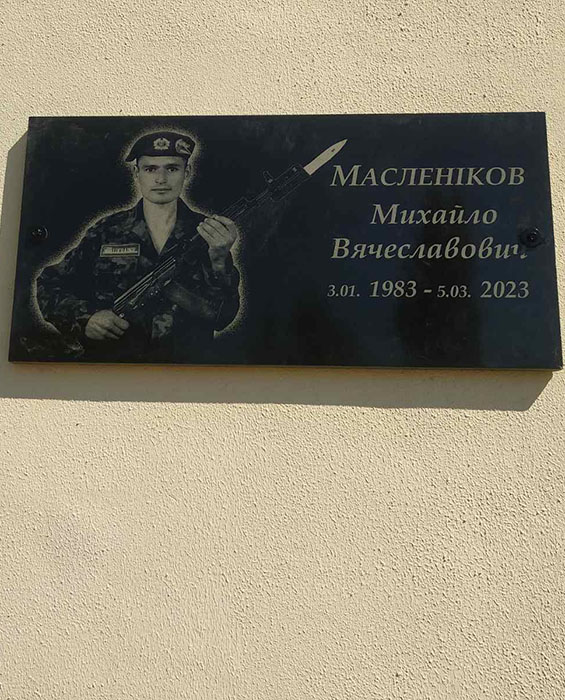 МАСЛЕНІКОВ
Михайло
Вячеславович
3.01. 1983 - 5.03. 2023